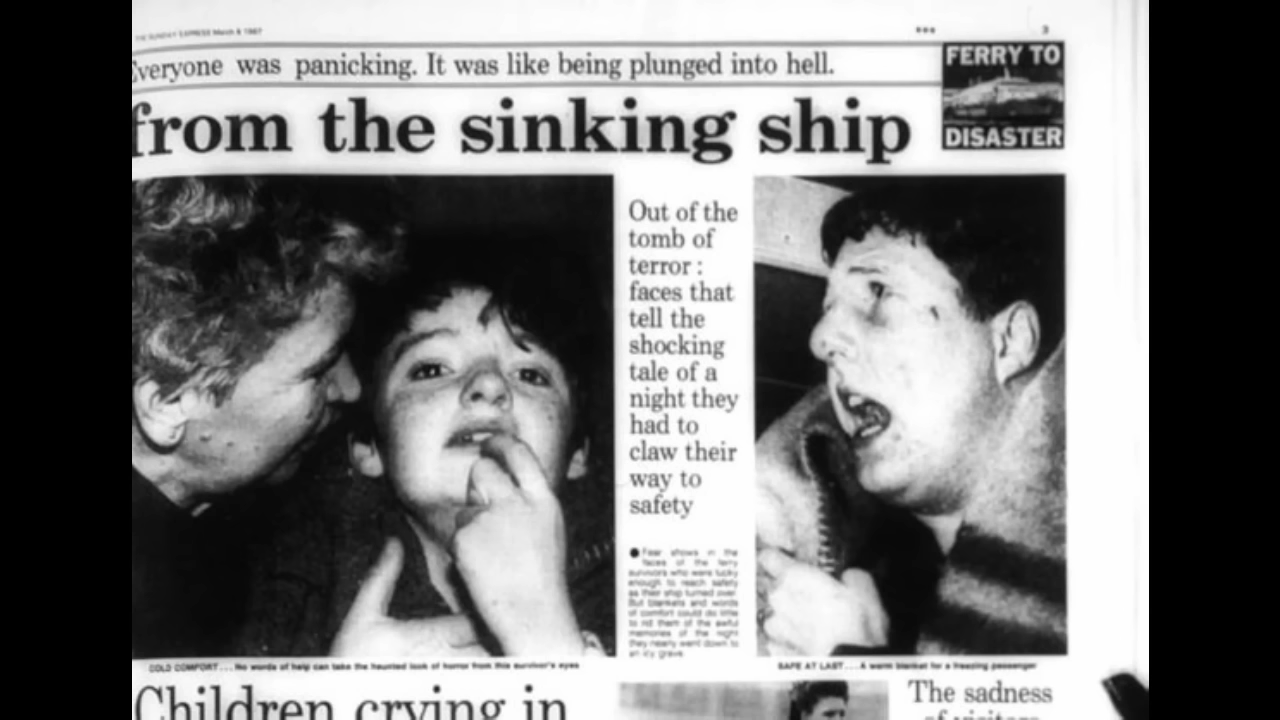 THE SUNDAY EXPRESS March 8 1987
3
Everyone was panicking. It was like being plunged into hell.
FERRY TO
DISASTER
from the sinking ship
Out of the
tomb of
terror :
faces that
tell the
shocking
tale of a
night they
had to
claw their
way to
safety
Fear shows in the
faces of the ferry
survivors who were lucky
enough to reach safety
as their ship turned over.
But blankets and words
of comfort could do little
to rid them of the awful
memories of the night
they nearly went down to
an icy grave.
COLD COMFORT . . . No words of help can take the haunted look of horror from this survivor's eyes
SAFE AT LAST . . . A warm blanket for a freezing passenger
Children crying in
The sadness
of visitors